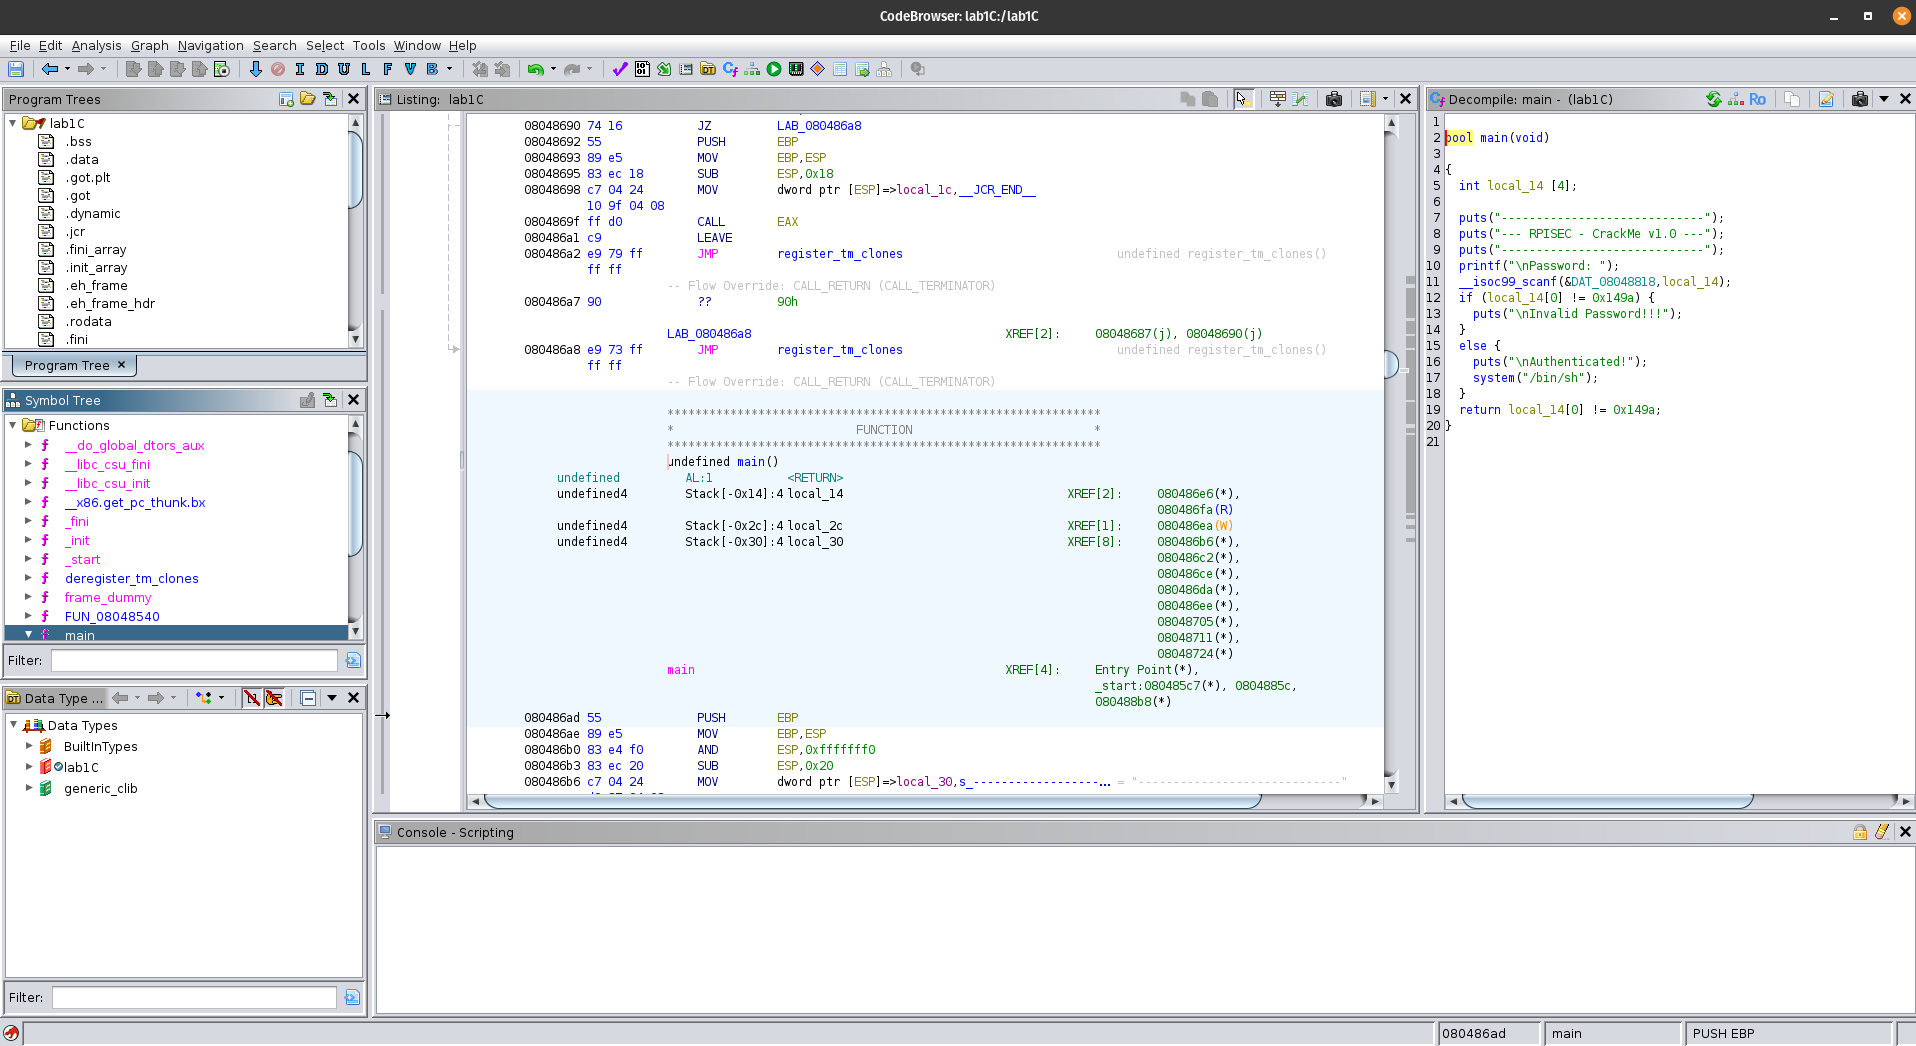 CodeBrowser: lab1C:/lab1C
File Edit Analysis Graph Navigation Search Select Tools Window Help
I D U L F V B
Program Trees
lab1C
.bss
.data
.got.plt
.got
.dynamic
.jcr
.fini_array
.init_array
.eh_frame
.eh_frame_hdr
.rodata
.fini
Program Tree
Symbol Tree
Functions
f __do_global_dtors_aux
f __libc_csu_fini
f __libc_csu_init
f __x86.get_pc_thunk.bx
f _fini
f _init
f _start
f deregister_tm_clones
f frame_dummy
f FUN_08048540
f main
Filter:
Data Type ...
Data Types
BuiltInTypes
lab1C
generic_clib
Filter:
Listing: lab1C
08048690 74 16 JZ LAB_080486a8
08048692 55 PUSH EBP
08048693 89 e5 MOV EBP,ESP
08048695 83 ec 18 SUB ESP,0x18
08048698 c7 04 24 MOV dword ptr [ESP]=>local_1c,__JCR_END__
10 9f 04 08
0804869f ff d0 CALL EAX
080486a1 c9 LEAVE
080486a2 e9 79 ff JMP register_tm_clones undefined register_tm_clones()
ff ff
-- Flow Override: CALL_RETURN (CALL_TERMINATOR)
080486a7 90 ?? 90h
LAB_080486a8 XREF[2]: 08048687(j), 08048690(j)
080486a8 e9 73 ff JMP register_tm_clones undefined register_tm_clones()
ff ff
-- Flow Override: CALL_RETURN (CALL_TERMINATOR)
**************************************************************
* FUNCTION *
**************************************************************
undefined main()
undefined AL:1 <RETURN>
undefined4 Stack[-0x14]:4 local_14 XREF[2]: 080486e6(*),
080486fa(R)
undefined4 Stack[-0x2c]:4 local_2c XREF[1]: 080486ea(W)
undefined4 Stack[-0x30]:4 local_30 XREF[8]: 080486b6(*),
080486c2(*),
080486ce(*),
080486da(*),
080486ee(*),
08048705(*),
08048711(*),
08048724(*)
main XREF[4]: Entry Point(*),
_start:080485c7(*), 0804885c,
080488b8(*)
080486ad 55 PUSH EBP
080486ae 89 e5 MOV EBP,ESP
080486b0 83 e4 f0 AND ESP,0xfffffff0
080486b3 83 ec 20 SUB ESP,0x20
080486b6 c7 04 24 MOV dword ptr [ESP]=>local_30,s_------------------... = "-----------------------------"
Decompile: main - (lab1C)
Ro
1
2 bool main(void)
3
4 {
5 int local_14 [4];
6
7 puts("-----------------------------");
8 puts("--- RPISEC - CrackMe v1.0 ---");
9 puts("-----------------------------");
10 printf("\nPassword: ");
11 __isoc99_scanf(&DAT_08048818,local_14);
12 if (local_14[0] != 0x149a) {
13 puts("\nInvalid Password!!!");
14 }
15 else {
16 puts("\nAuthenticated!");
17 system("/bin/sh");
18 }
19 return local_14[0] != 0x149a;
20 }
21
Console - Scripting
080486ad main PUSH EBP